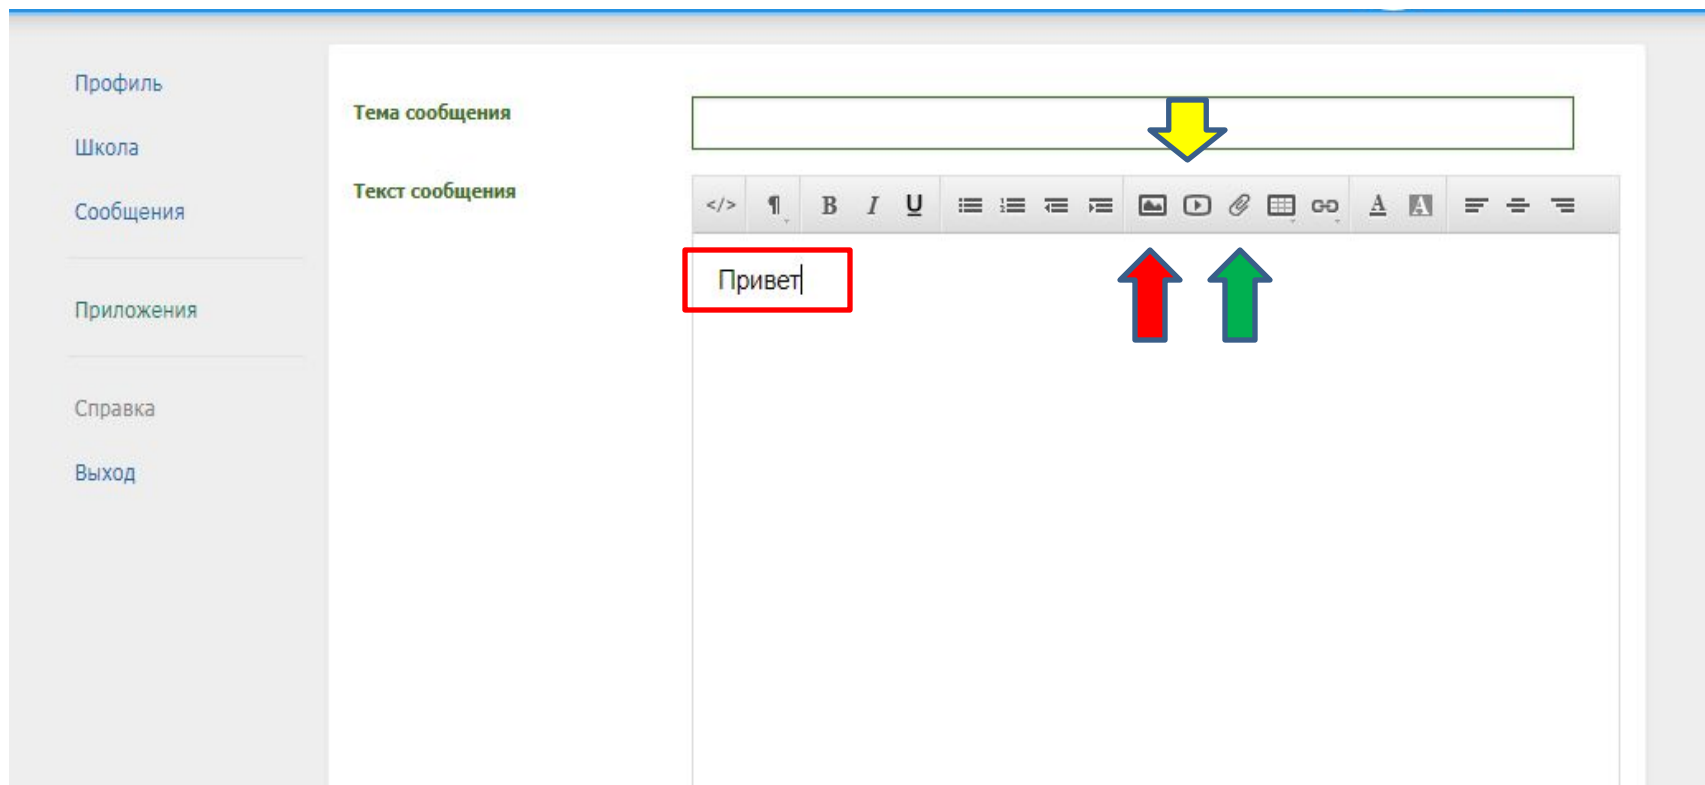 Профиль
Школа
Сообщения
Приложения
Справка
Выход
Тема сообщения
Текст сообщения
</> ¶ B I U A A
Привет